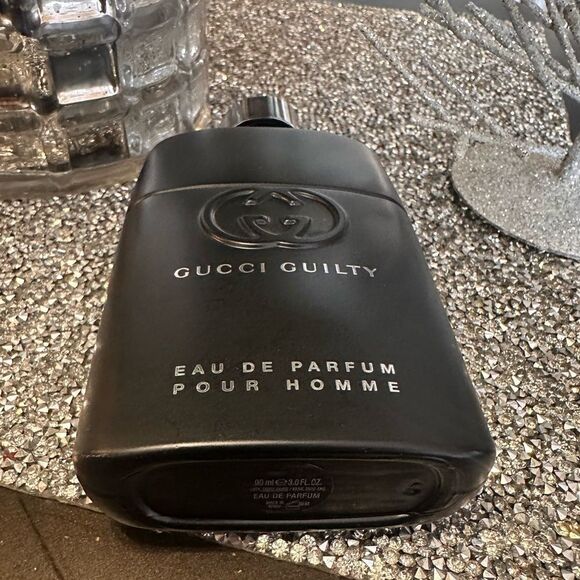 GUCCI GUILTY
EAU DE PARFUM
POUR HOMME
90 ml ℮ 3.0 FL.OZ.
EAU DE PARFUM